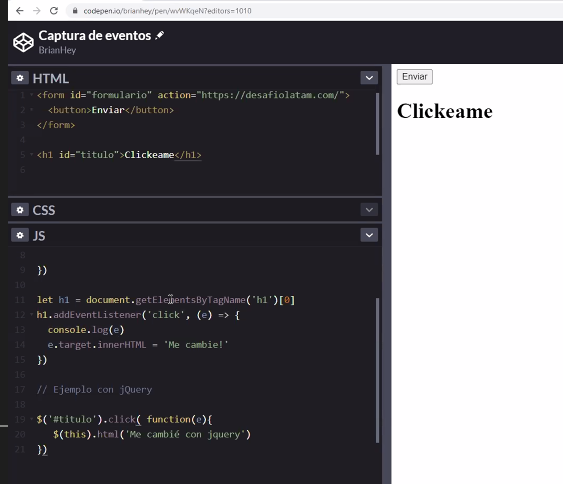 codepen.io/brianhey/pen/wvWKqeN?editors=1010
Captura de eventos
BrianHey
HTML
1 <form id="formulario" action="https://desafiolatam.com/">
2 <button>Enviar</button>
3 </form>
4
5 <h1 id="titulo">Clickeame</h1>
6
CSS
JS
8
9 })
10
11 let h1 = document.getElementsByTagName('h1')[0]
12 h1.addEventListener('click', (e) => {
13 console.log(e)
14 e.target.innerHTML = 'Me cambie!'
15 })
16
17 // Ejemplo con jQuery
18
19 $('#titulo').click( function(e){
20 $(this).html('Me cambié con jquery')
21 })
Enviar
Clickeame